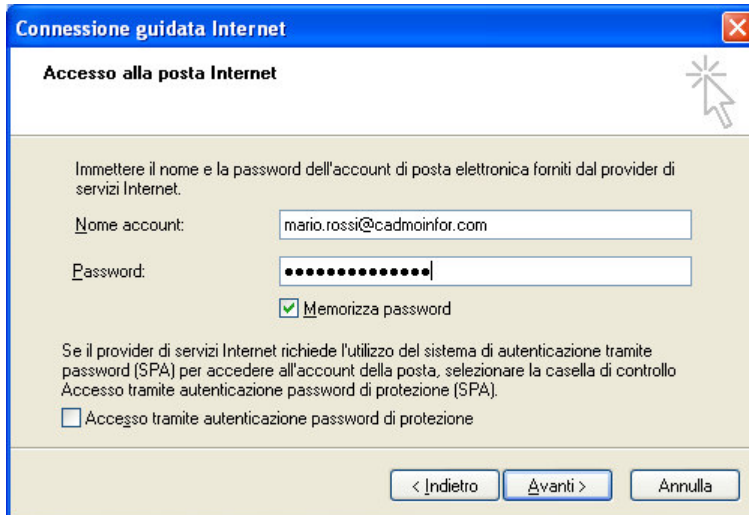 Connessione guidata Internet
Accesso alla posta Internet
Immettere il nome e la password dell'account di posta elettronica forniti dal provider di
servizi Internet.
Nome account:
mario.rossi@cadmoinfor.com
Password:
●●●●●●●●●●●●●●
Memorizza password
Se il provider di servizi Internet richiede l'utilizzo del sistema di autenticazione tramite
password (SPA) per accedere all'account della posta, selezionare la casella di controllo
Accesso tramite autenticazione password di protezione (SPA).
Accesso tramite autenticazione password di protezione
< Indietro
Avanti >
Annulla